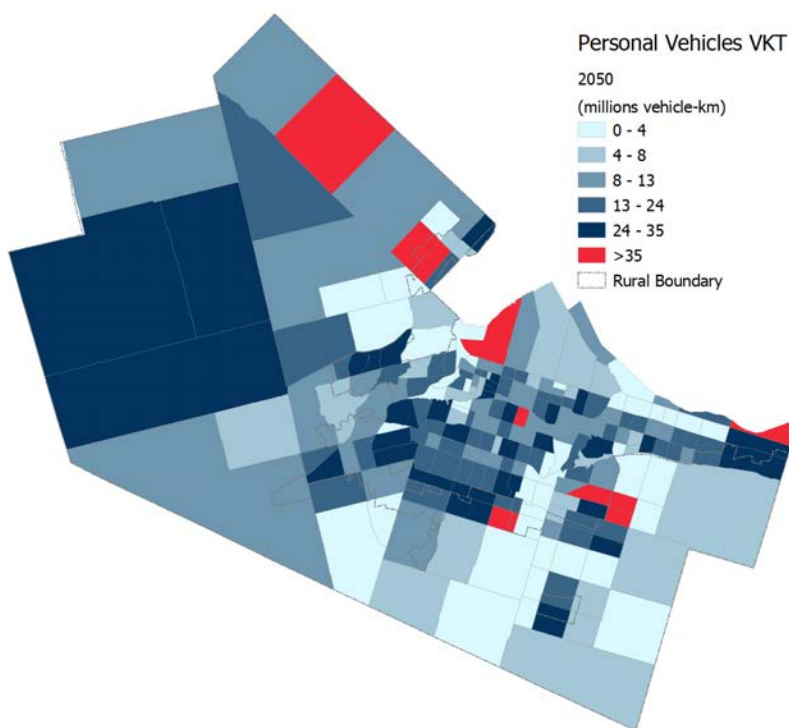 Personal Vehicles VKT
2050
(millions vehicle-km)
0 - 4
4 - 8
8 - 13
13 - 24
24 - 35
>35
Rural Boundary